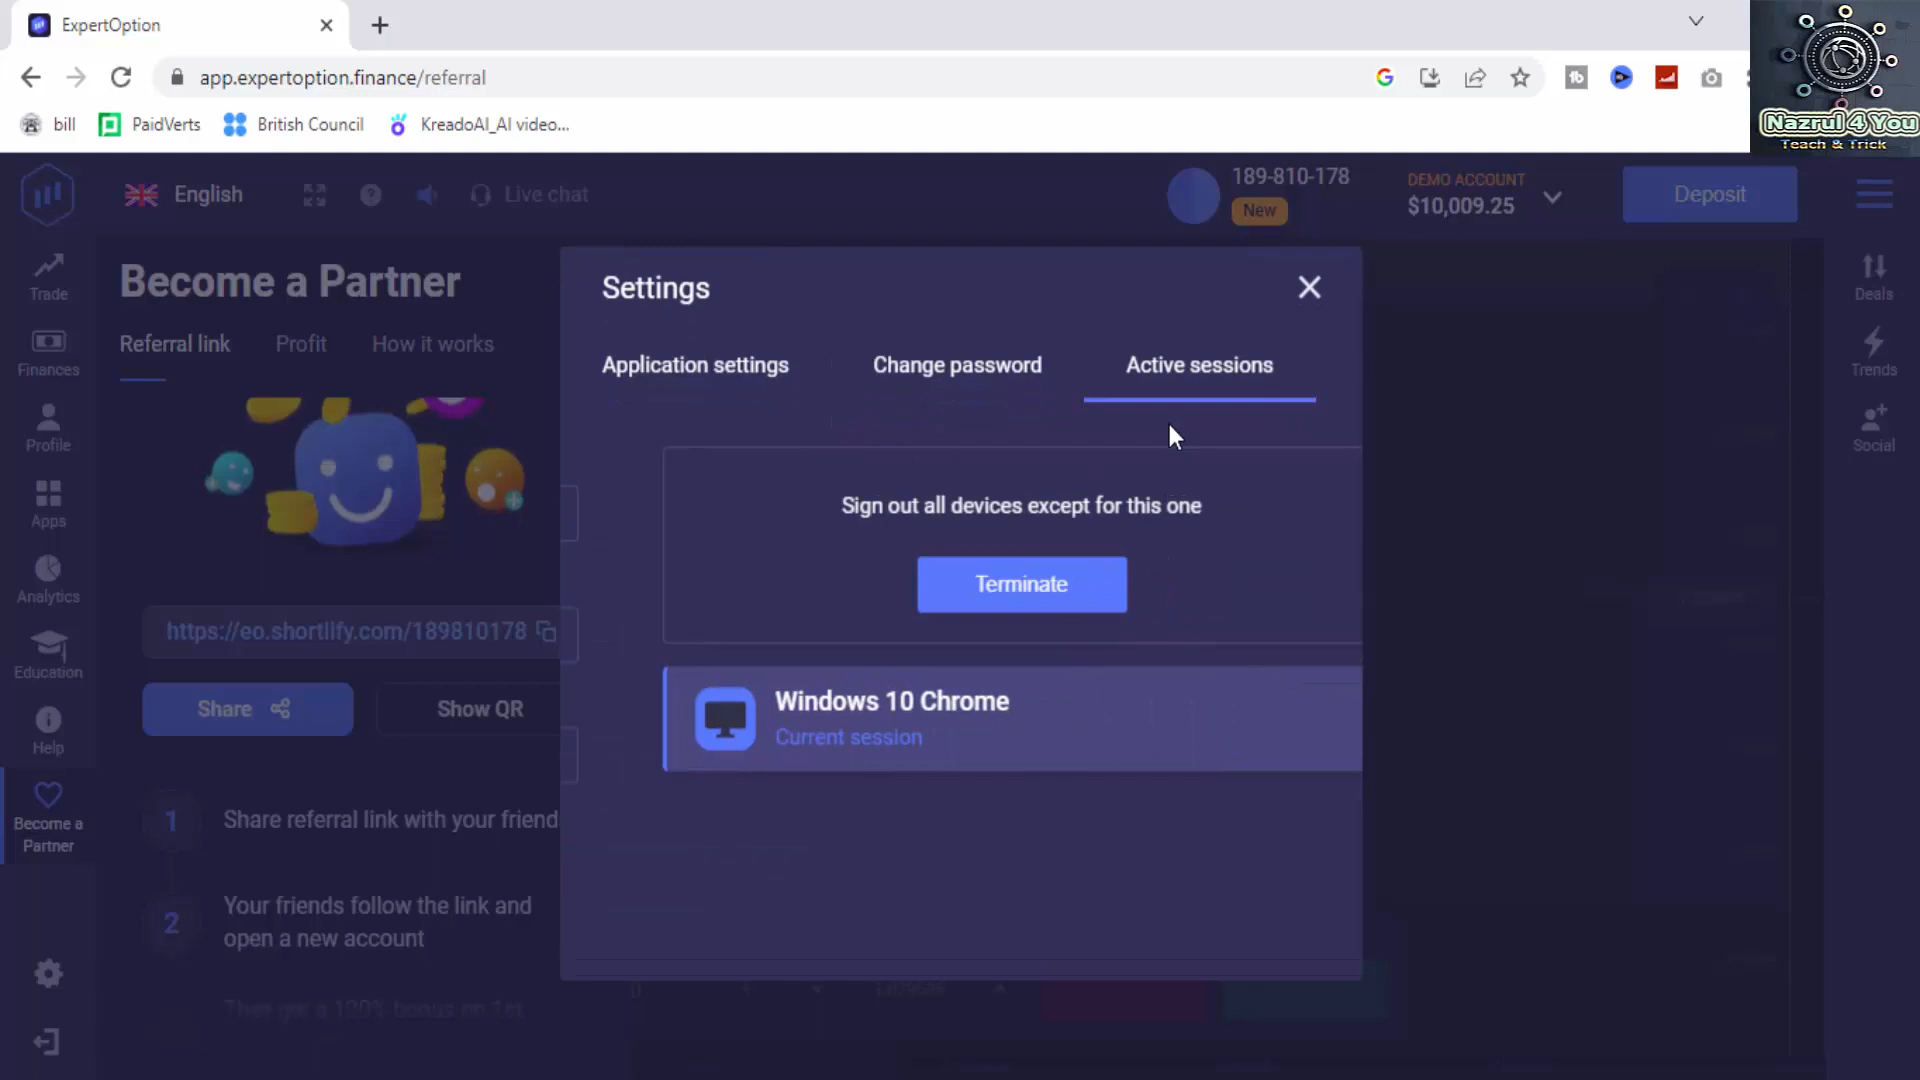 ExpertOption
app.expertoption.finance/referral
bill
PaidVerts
British Council
KreadoAI_AI video...
Nazrul 4 You
Teach & Trick
English
Live chat
189-810-178
New
DEMO ACCOUNT
$10,009.25
Deposit
Trade
Finances
Profile
Apps
Analytics
Education
Help
Become a
Partner
Become a Partner
Referral link
Profit
How it works
https://eo.shortlify.com/189810178
Share
Show QR
1
Share referral link with your friend
2
Your friends follow the link and
open a new account
Settings
Application settings
Change password
Active sessions
Sign out all devices except for this one
Terminate
Windows 10 Chrome
Current session
Deals
Trends
Social